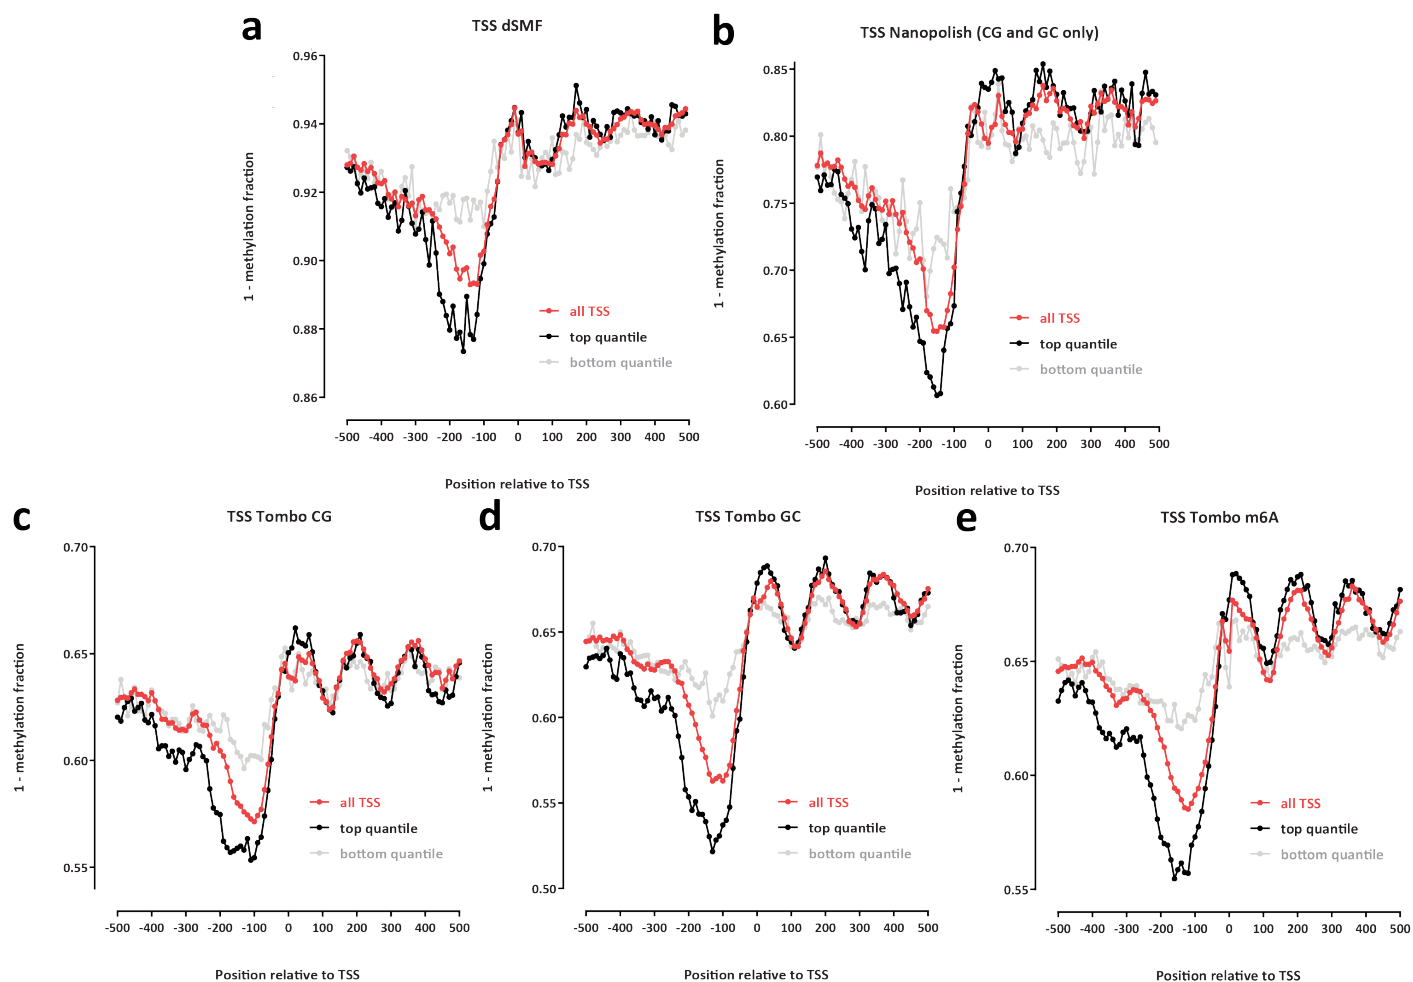 a
TSS dSMF
0.96
0.94
0.92
0.90
0.88
0.86
1 - methylation fraction
all TSS
top quantile
bottom quantile
-500 -400 -300 -200 -100 0 100 200 300 400 500
Position relative to TSS
b
TSS Nanopolish (CG and GC only)
0.85
0.80
0.75
0.70
0.65
0.60
1 - methylation fraction
all TSS
top quantile
bottom quantile
-500 -400 -300 -200 -100 0 100 200 300 400 500
Position relative to TSS
c
TSS Tombo CG
0.70
0.65
0.60
0.55
1 - methylation fraction
all TSS
top quantile
bottom quantile
-500 -400 -300 -200 -100 0 100 200 300 400 500
Position relative to TSS
d
TSS Tombo GC
0.70
0.65
0.60
0.55
0.50
1 - methylation fraction
all TSS
top quantile
bottom quantile
-500 -400 -300 -200 -100 0 100 200 300 400 500
Position relative to TSS
e
TSS Tombo m6A
0.70
0.65
0.60
0.55
1 - methylation fraction
all TSS
top quantile
bottom quantile
-500 -400 -300 -200 -100 0 100 200 300 400 500
Position relative to TSS